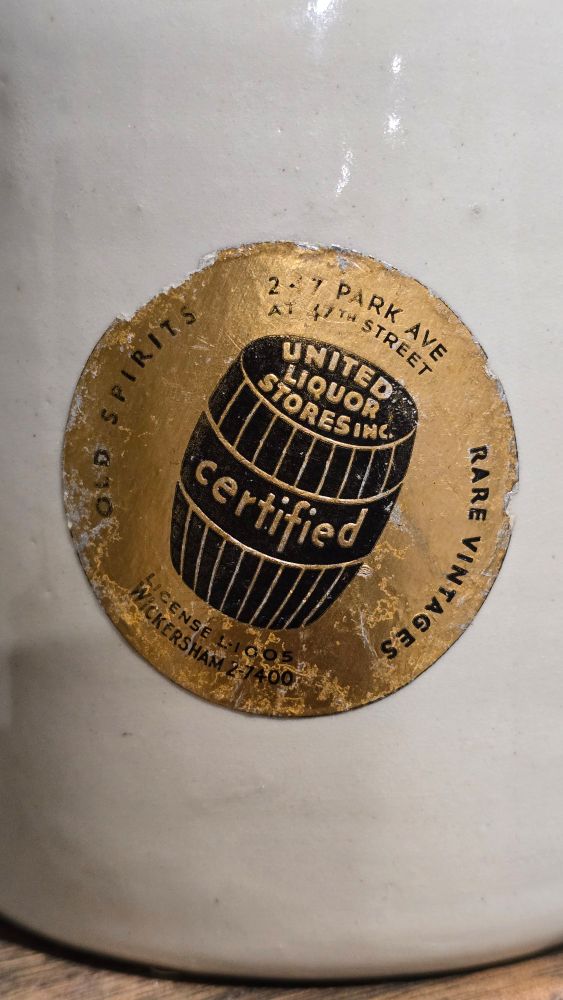 PARK AVE
AT 47TH STREET
OLD SPIRITS
RARE VINTAGES
UNITED
LIQUOR
STORES INC.
certified
LICENSE L-1005
WICKERSHAM 2-7400